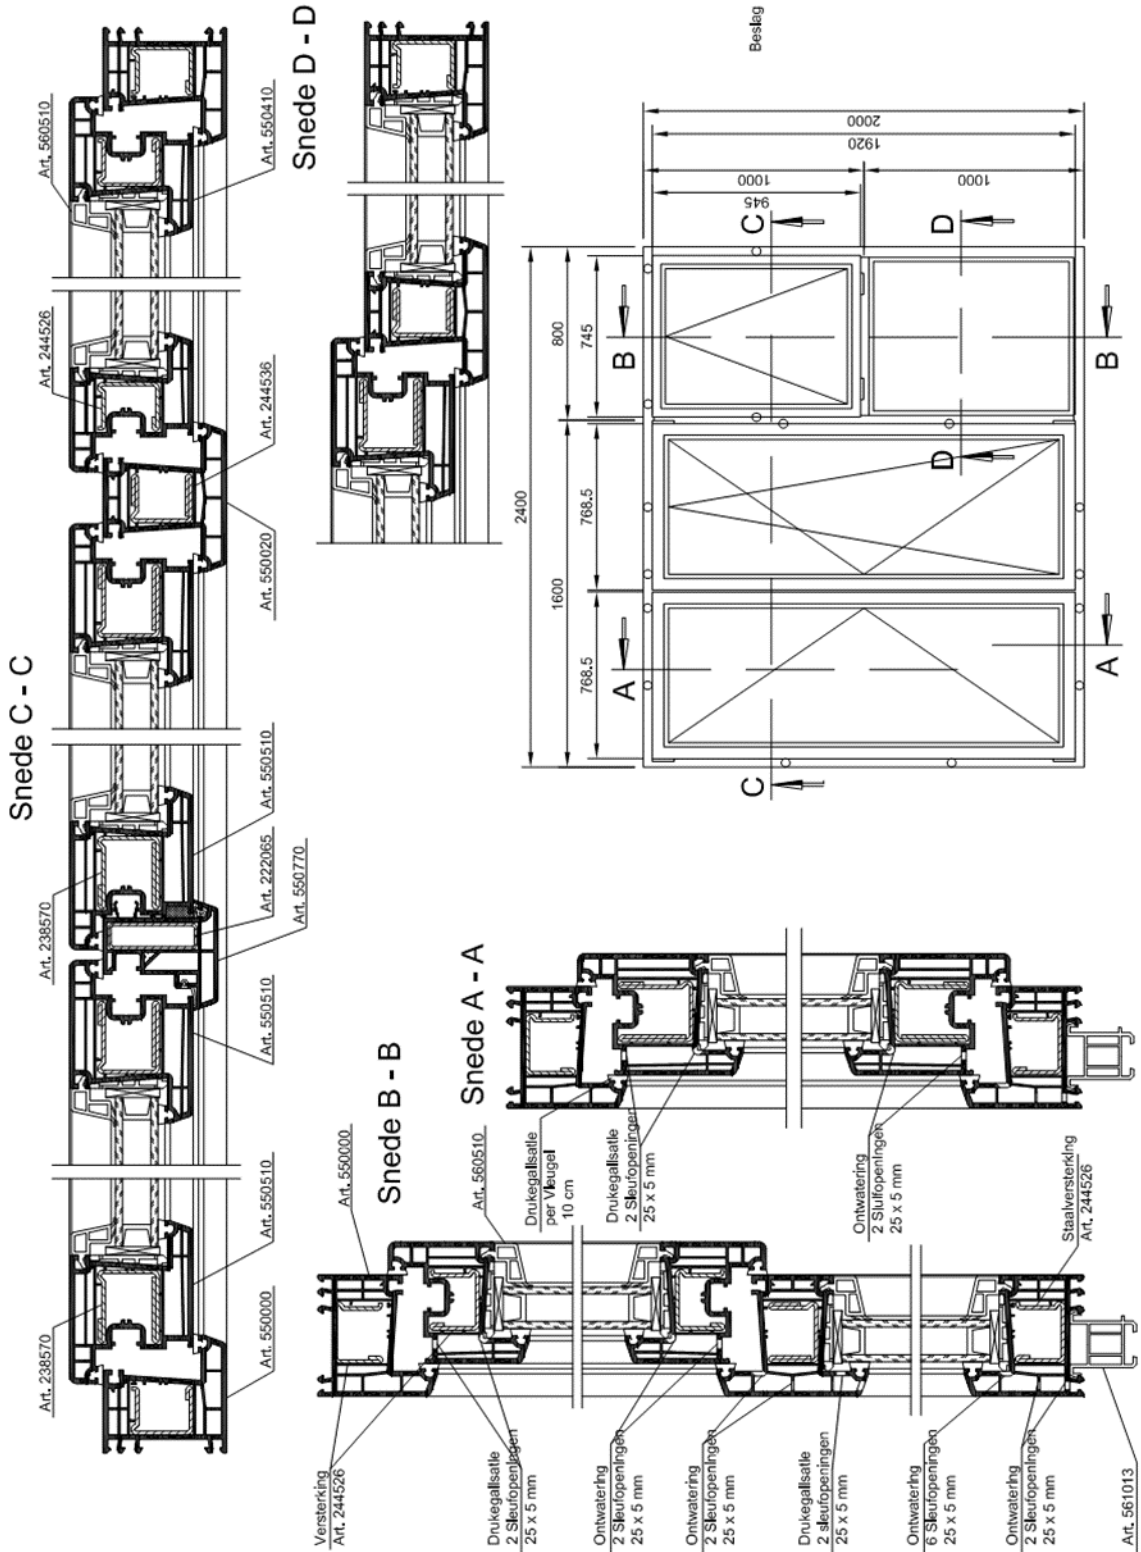 Snede C - C
Art. 238570
Art. 238570
Art. 244526
Art. 560510
Art. 550000
Art. 550510
Art. 550510
Art. 550770
Art. 222065
Art. 550510
Art. 550020
Art. 244536
Art. 550410
Snede D - D
Snede B - B
Versterking
Art. 244526
Art. 550000
Art. 560510
Drukegalisatie
2 Sleufopeningen
25 x 5 mm
Ontwatering
2 Sleufopeningen
25 x 5 mm
Ontwatering
2 Sleufopeningen
25 x 5 mm
Drukegalisatie
2 sleufopeningen
25 x 5 mm
Ontwatering
6 Sleufopeningen
25 x 5 mm
Ontwatering
2 Sleufopeningen
25 x 5 mm
Art. 561013
Staalversterking
Art. 244526
Snede A - A
Drukegalisatie
per Vleugel
10 cm
Drukegalisatie
2 Sleufopeningen
25 x 5 mm
Ontwatering
2 Sluifopeningen
25 x 5 mm
2400
1600
800
768.5
768.5
745
A
B
C
D
2000
1920
1000
1000
945
C
D
A
B
Beslag